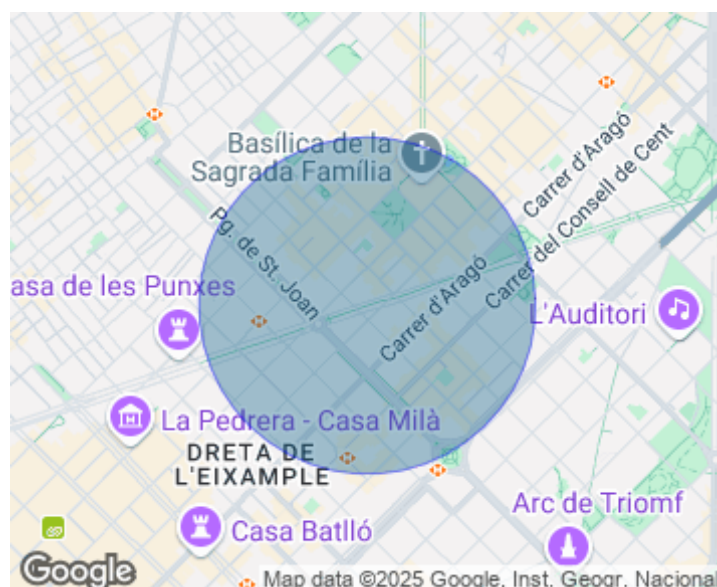 Basílica de la
Sagrada Família
Carrer d'Aragó
Carrer del Consell de Cent
Pg. de St. Joan
asa de les Punxes
Carrer d'Aragó
L'Auditori
La Pedrera - Casa Milà
DRETA DE
L'EIXAMPLE
Casa Batlló
Arc de Triomf
Google
Map data ©2025 Google, Inst. Geogr. Nacional